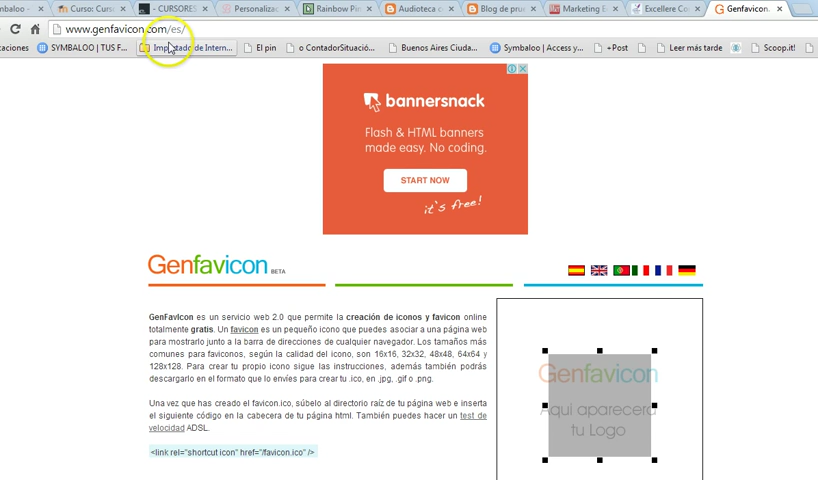 mbaloo -
Curso: Curso
- CURSORES
Personaliza
Rainbow Pin
Audioteca d
Blog de pru
Marketing E
Excellere Co
Genfavicon.
www.genfavicon.com/es/
caciones
SYMBALOO | TUS F...
Importado de Intern...
El pin
o ContadorSituació...
Buenos Aires Ciuda...
Symbaloo | Access y...
+Post
Leer más tarde
Scoop.it!
bannersnack
Flash & HTML banners
made easy. No coding.
START NOW
it's free!
Genfavicon BETA
GenFavIcon es un servicio web 2.0 que permite la creación de iconos y favicon online
totalmente gratis. Un favicon es un pequeño icono que puedes asociar a una página web
para mostrarlo junto a la barra de direcciones de cualquier navegador. Los tamaños más
comunes para favicones, según la calidad del icono, son 16x16, 32x32, 48x48, 64x64 y
128x128. Para crear tu propio icono sigue las instrucciones, además también podrás
descargarlo en el formato que lo envíes para crear tu .ico, en .jpg, .gif o .png.
Una vez que has creado el favicon.ico, súbelo al directorio raíz de tu página web e inserta
el siguiente código en la cabecera de tu página html. También puedes hacer un test de
velocidad ADSL.
<link rel="shortcut icon" href="/favicon.ico" />
Genfavicon
Aquí aparecerá
tu Logo